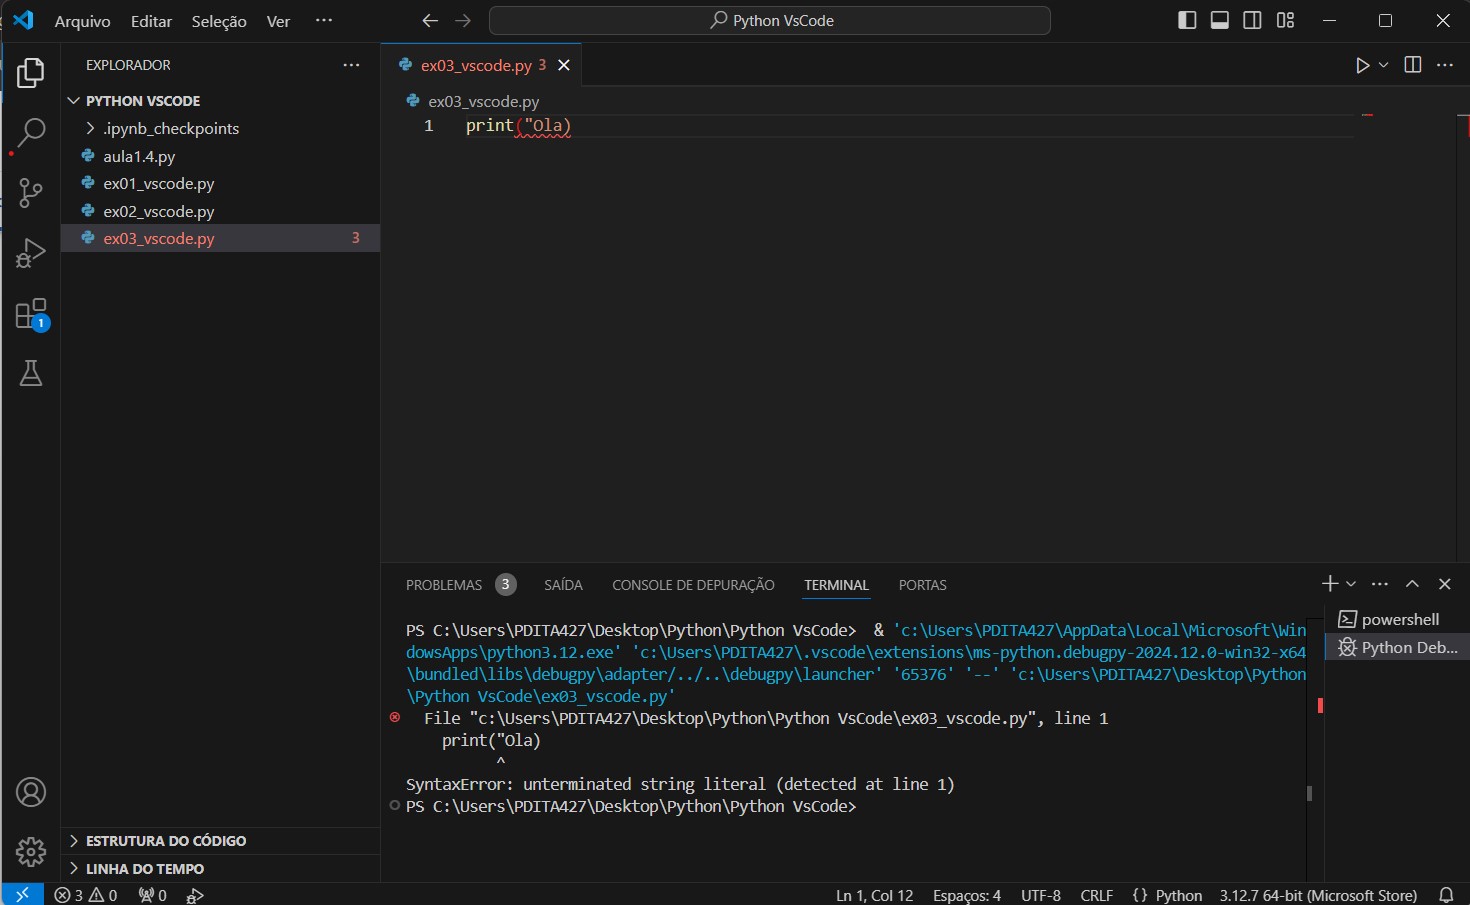 Arquivo Editar Seleção Ver ··· Python VsCode
EXPLORADOR ···
PYTHON VSCODE
.ipynb_checkpoints
aula1.4.py
ex01_vscode.py
ex02_vscode.py
ex03_vscode.py 3
1
ESTRUTURA DO CÓDIGO
LINHA DO TEMPO
ex03_vscode.py 3
ex03_vscode.py
1 print("Ola)
PROBLEMAS 3 SAÍDA CONSOLE DE DEPURAÇÃO TERMINAL PORTAS
PS C:\Users\PDITA427\Desktop\Python\Python VsCode>  & 'c:\Users\PDITA427\AppData\Local\Microsoft\Win
dowsApps\python3.12.exe' 'c:\Users\PDITA427\.vscode\extensions\ms-python.debugpy-2024.12.0-win32-x64
\bundled\libs\debugpy\adapter/../..\debugpy\launcher' '65376' '--' 'c:\Users\PDITA427\Desktop\Python
\Python VsCode\ex03_vscode.py'
  File "c:\Users\PDITA427\Desktop\Python\Python VsCode\ex03_vscode.py", line 1
    print("Ola)
          ^
SyntaxError: unterminated string literal (detected at line 1)
PS C:\Users\PDITA427\Desktop\Python\Python VsCode>
powershell
Python Deb...
3 0 0 Ln 1, Col 12 Espaços: 4 UTF-8 CRLF {} Python 3.12.7 64-bit (Microsoft Store)